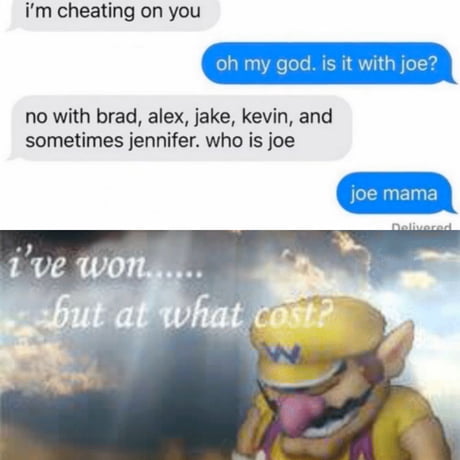 i'm cheating on you
oh my god. is it with joe?
no with brad, alex, jake, kevin, and
sometimes jennifer. who is joe
joe mama
Delivered
i've won......
but at what cost?
W